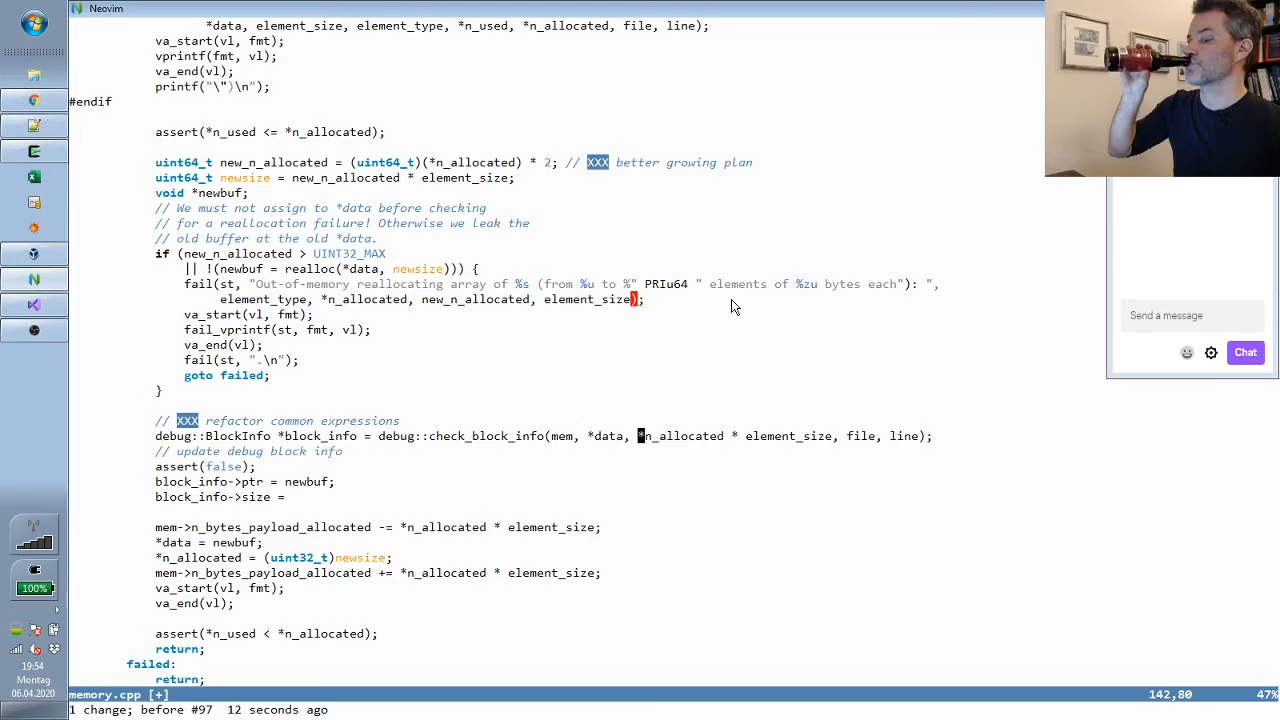 Neovim
*data, element_size, element_type, *n_used, *n_allocated, file, line);
va_start(vl, fmt);
vprintf(fmt, vl);
va_end(vl);
printf("\")\n");
#endif
assert(*n_used <= *n_allocated);
uint64_t new_n_allocated = (uint64_t)(*n_allocated) * 2; // XXX better growing plan
uint64_t newsize = new_n_allocated * element_size;
void *newbuf;
// We must not assign to *data before checking
// for a reallocation failure! Otherwise we leak the
// old buffer at the old *data.
if (new_n_allocated > UINT32_MAX
|| !(newbuf = realloc(*data, newsize))) {
fail(st, "Out-of-memory reallocating array of %s (from %u to %" PRIu64 " elements of %zu bytes each"): ",
element_type, *n_allocated, new_n_allocated, element_size);
va_start(vl, fmt);
fail_vprintf(st, fmt, vl);
va_end(vl);
fail(st, ".\n");
goto failed;
}
// XXX refactor common expressions
debug::BlockInfo *block_info = debug::check_block_info(mem, *data, *n_allocated * element_size, file, line);
// update debug block info
assert(false);
block_info->ptr = newbuf;
block_info->size =
mem->n_bytes_payload_allocated -= *n_allocated * element_size;
*data = newbuf;
*n_allocated = (uint32_t)newsize;
mem->n_bytes_payload_allocated += *n_allocated * element_size;
va_start(vl, fmt);
va_end(vl);
assert(*n_used < *n_allocated);
return;
failed:
return;
memory.cpp [+] 142,80 47%
1 change; before #97 12 seconds ago
Send a message
Chat
100%
19:54
Montag
06.04.2020